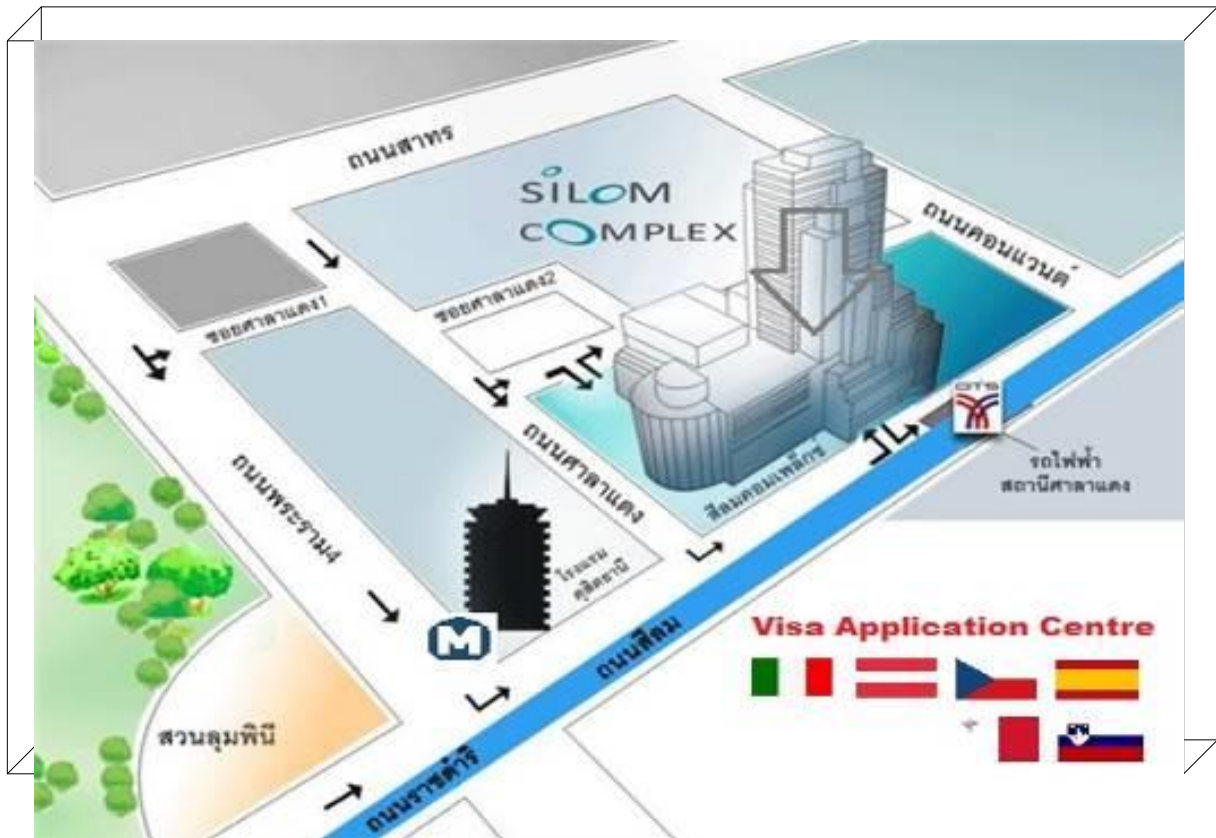 ถนนสาทร
SILOM
COMPLEX
ถนนคอนแวนต์
ซอยศาลาแดง2
ซอยศาลาแดง1
BTS
รถไฟฟ้า
สถานีศาลาแดง
ถนนศาลาแดง
สีลมคอมเพล็กซ์
ถนนพระราม4
โรงแรม
ดุสิตธานี
M
ถนนสีลม
Visa Application Centre
สวนลุมพินี
ถนนราชดำริ